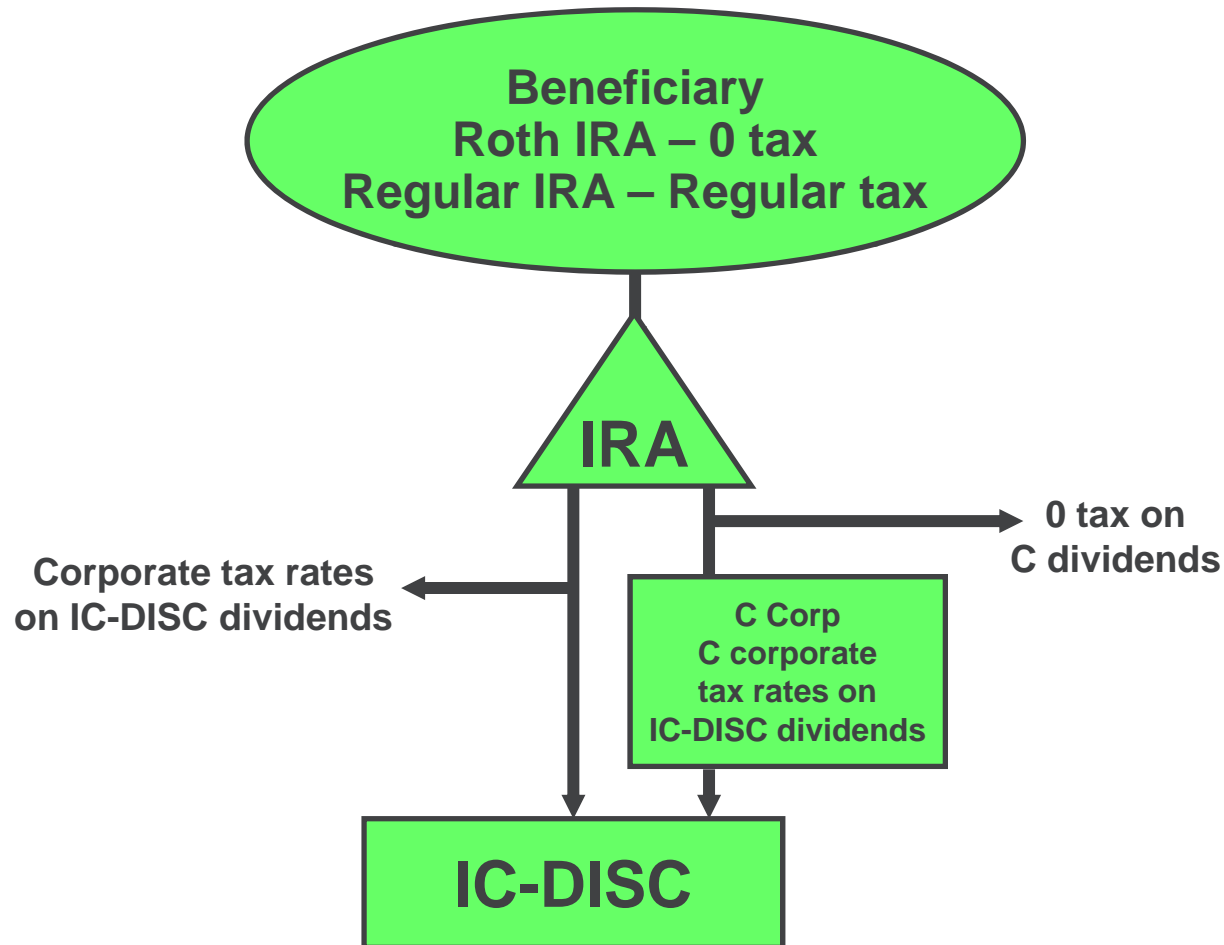 Beneficiary
Roth IRA – 0 tax
Regular IRA – Regular tax
IRA
0 tax on
C dividends
Corporate tax rates
on IC-DISC dividends
C Corp
C corporate
tax rates on
IC-DISC dividends
IC-DISC